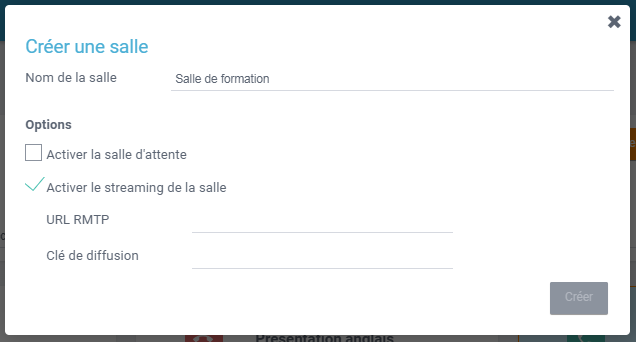 Créer une salle
Nom de la salle
Salle de formation
Options
Activer la salle d'attente
Activer le streaming de la salle
URL RMTP
Clé de diffusion
Créer
Présentation anglais